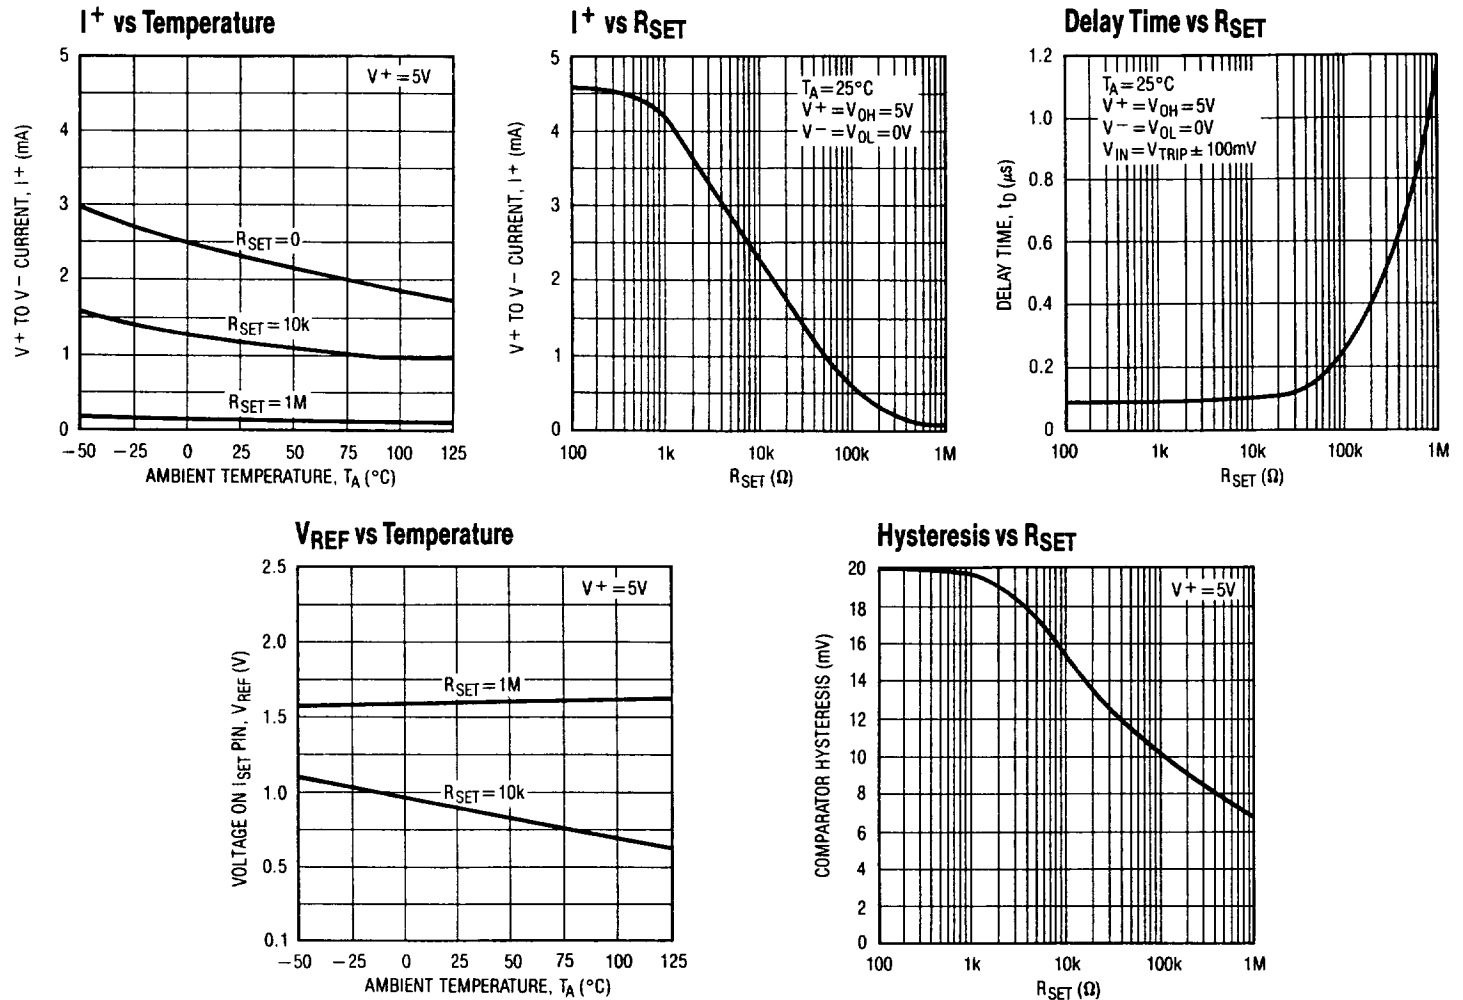 I+ vs Temperature
V+ TO V− CURRENT, I+ (mA)
5
4
3
2
1
0
V+ = 5V
RSET = 0
RSET = 10k
RSET = 1M
−50 −25 0 25 50 75 100 125
AMBIENT TEMPERATURE, TA (°C)
I+ vs RSET
V+ TO V− CURRENT, I+ (mA)
5
4
3
2
1
0
TA = 25°C
V+ = VOH = 5V
V− = VOL = 0V
100 1k 10k 100k 1M
RSET (Ω)
Delay Time vs RSET
DELAY TIME, tD (μs)
1.2
1.0
0.8
0.6
0.4
0.2
0
TA = 25°C
V+ = VOH = 5V
V− = VOL = 0V
VIN = VTRIP ± 100mV
100 1k 10k 100k 1M
RSET (Ω)
VREF vs Temperature
VOLTAGE ON ISET PIN, VREF (V)
2.5
2.0
1.5
1.0
0.5
0.1
V+ = 5V
RSET = 1M
RSET = 10k
−50 −25 0 25 50 75 100 125
AMBIENT TEMPERATURE, TA (°C)
Hysteresis vs RSET
COMPARATOR HYSTERESIS (mV)
20
18
16
14
12
10
8
6
4
2
0
V+ = 5V
100 1k 10k 100k 1M
RSET (Ω)